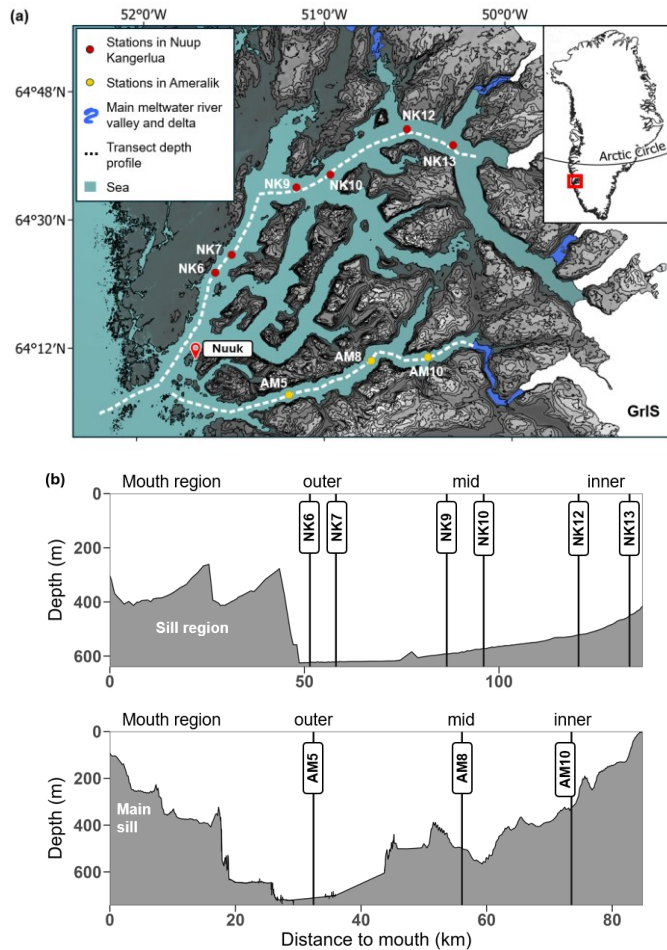 (a)
52°00'W
51°00'W
50°00'W
64°48'N
64°30'N
64°12'N
Stations in Nuup
Kangerlua
Stations in Ameralik
Main meltwater river
valley and delta
Transect depth
profile
Sea
NK12
NK13
NK9
NK10
NK7
NK6
Nuuk
AM8
AM5
AM10
GrIS
Arctic Circle
(b)
Mouth region
outer
mid
inner
0
200
400
600
Depth (m)
NK6
NK7
NK9
NK10
NK12
NK13
Sill region
0
50
100
Mouth region
outer
mid
inner
0
200
400
600
Depth (m)
AM5
AM8
AM10
Main
sill
0
20
40
60
80
Distance to mouth (km)